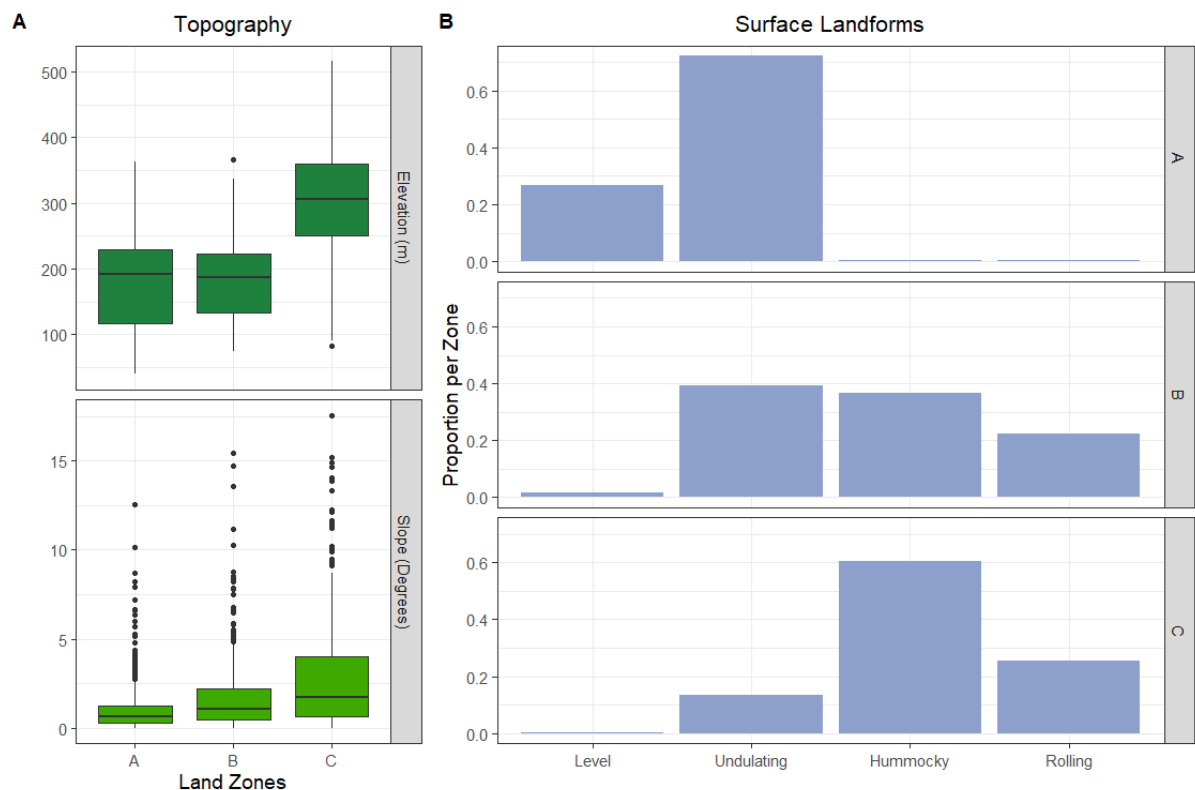 A
Topography
500
400
300
200
100
Elevation (m)
15
10
5
0
Slope (Degrees)
A B C
Land Zones
B
Surface Landforms
Proportion per Zone
0.6
0.4
0.2
0.0
A
0.6
0.4
0.2
0.0
B
0.6
0.4
0.2
0.0
C
Level Undulating Hummocky Rolling